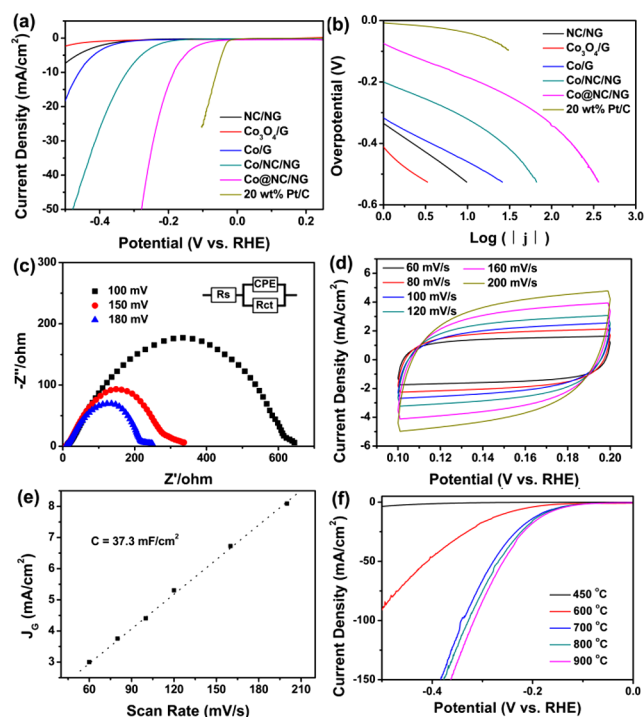 (a)
Current Density (mA/cm²)
0
-10
-20
-30
-40
-50
-0.4
-0.2
0.0
0.2
Potential (V vs. RHE)
NC/NG
Co₃O₄/G
Co/G
Co/NC/NG
Co@NC/NG
20 wt% Pt/C
(b)
Overpotential (V)
0.0
-0.2
-0.4
-0.6
0.0
0.5
1.0
1.5
2.0
2.5
3.0
Log (|j|)
NC/NG
Co₃O₄/G
Co/G
Co/NC/NG
Co@NC/NG
20 wt% Pt/C
(c)
-Z''/ohm
300
200
100
0
0
200
400
600
800
Z'/ohm
100 mV
150 mV
180 mV
Rs
CPE
Rct
(d)
Current Density (mA/cm²)
6
4
2
0
-2
-4
-6
0.10
0.12
0.14
0.16
0.18
0.20
Potential (V vs. RHE)
60 mV/s
160 mV/s
80 mV/s
200 mV/s
100 mV/s
120 mV/s
(e)
J_G (mA/cm²)
8
7
6
5
4
3
60
90
120
150
180
210
Scan Rate (mV/s)
C = 37.3 mF/cm²
(f)
Current Density (mA/cm²)
0
-50
-100
-150
-0.4
-0.2
0.0
Potential (V vs. RHE)
450 °C
600 °C
700 °C
800 °C
900 °C